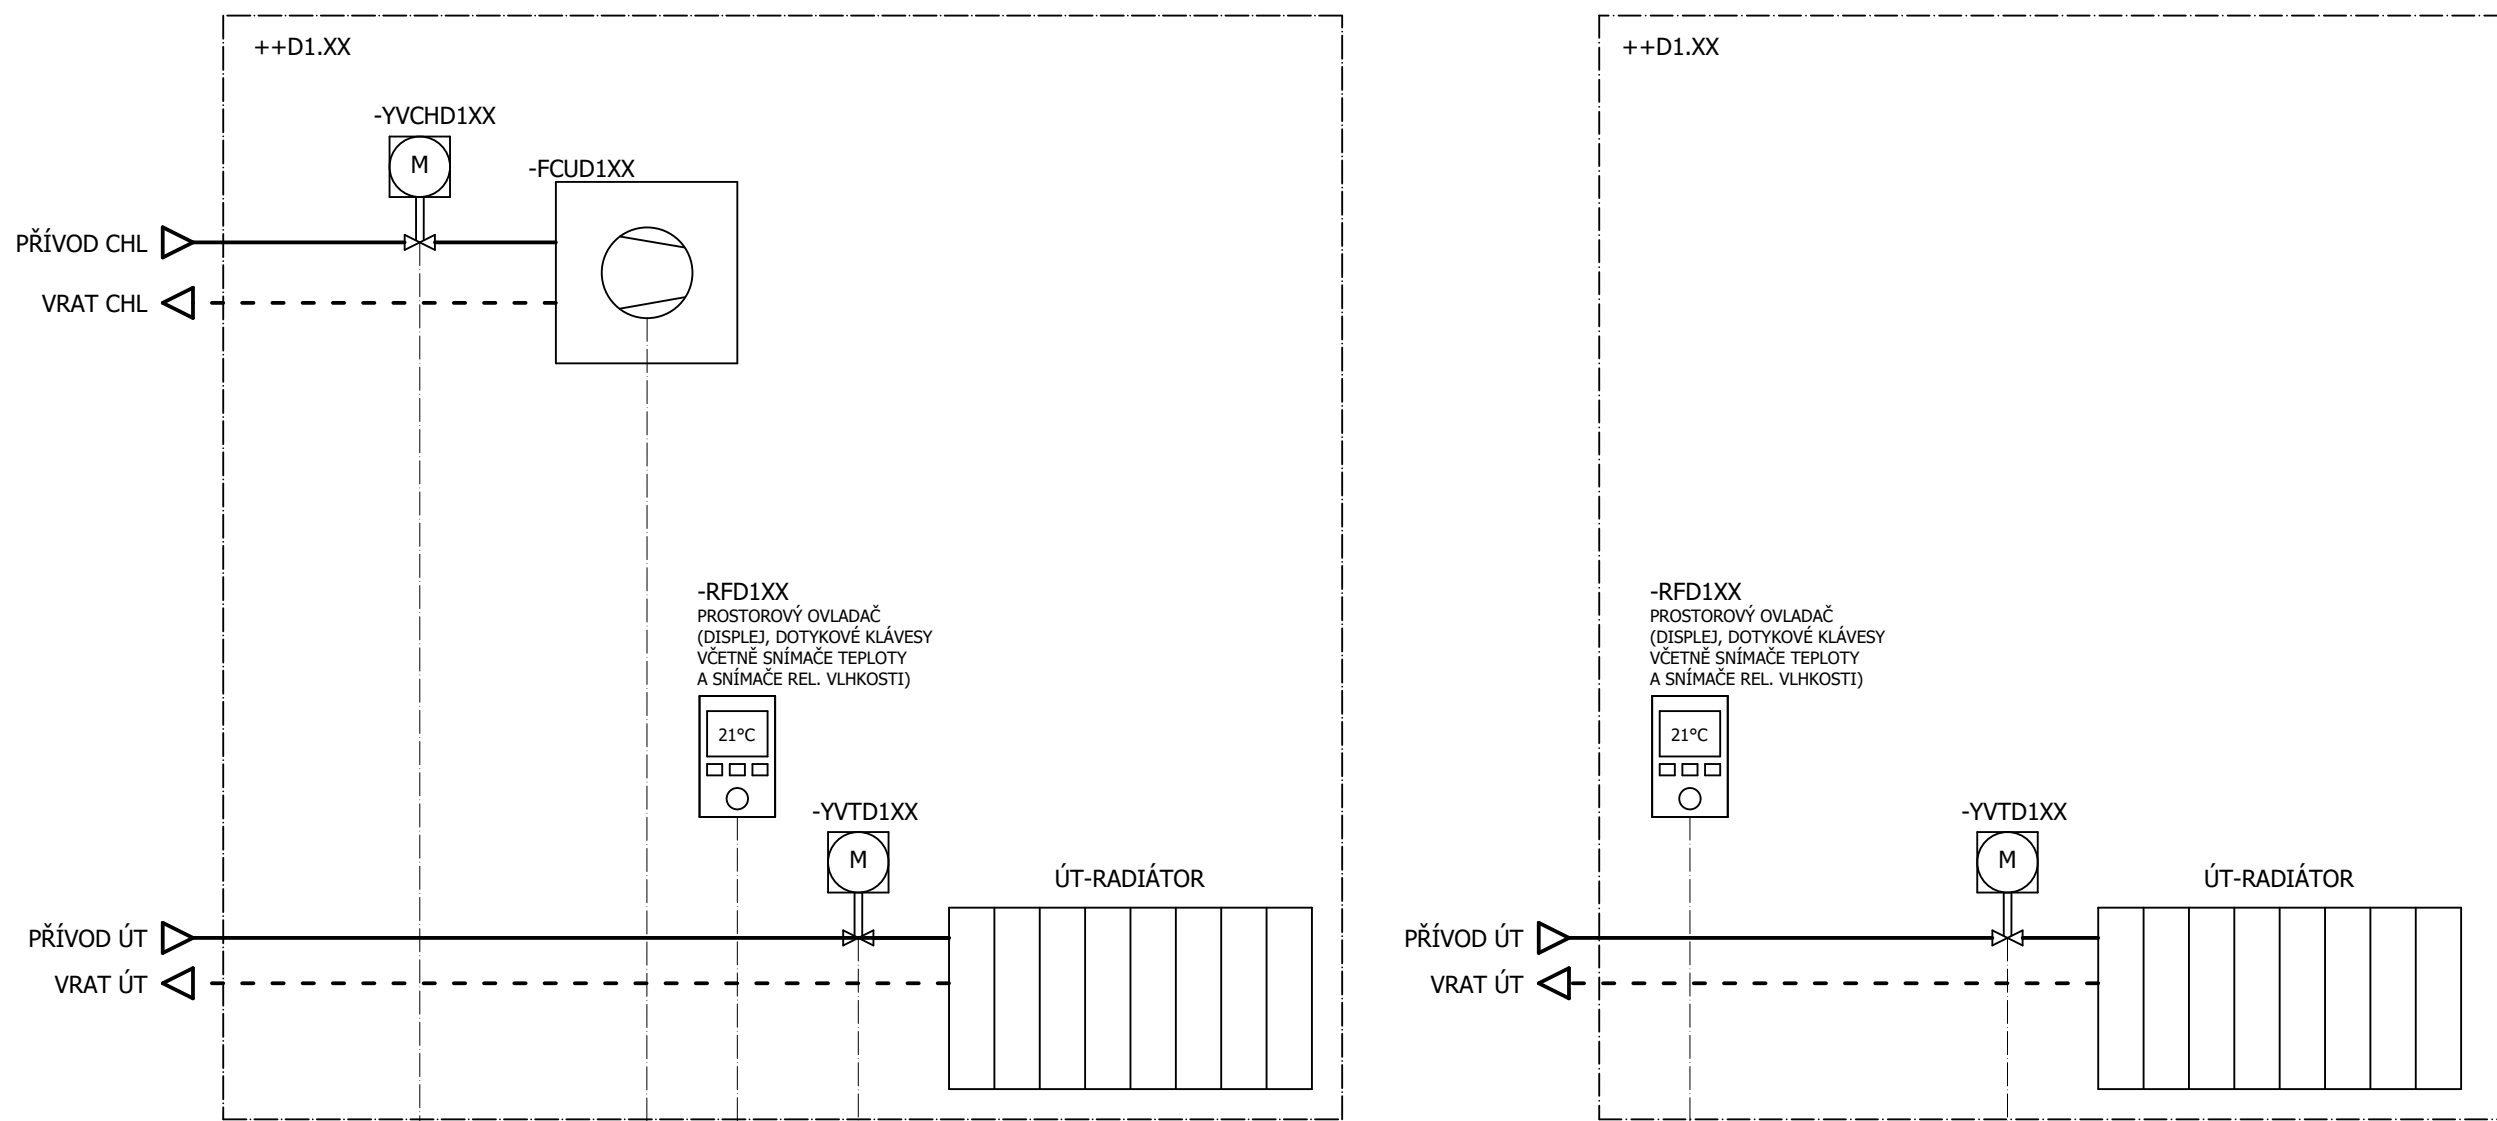 ++D1.XX
-YVCHD1XX
M
-FCUD1XX
PŘÍVOD CHL
VRAT CHL
-RFD1XX
PROSTOROVÝ OVLADAČ
(DISPLEJ, DOTYKOVÉ KLÁVESY
VČETNĚ SNÍMAČE TEPLOTY
A SNÍMAČE REL. VLHKOSTI)
21°C
-YVTD1XX
M
ÚT-RADIÁTOR
PŘÍVOD ÚT
VRAT ÚT
++D1.XX
-RFD1XX
PROSTOROVÝ OVLADAČ
(DISPLEJ, DOTYKOVÉ KLÁVESY
VČETNĚ SNÍMAČE TEPLOTY
A SNÍMAČE REL. VLHKOSTI)
21°C
-YVTD1XX
M
ÚT-RADIÁTOR
PŘÍVOD ÚT
VRAT ÚT